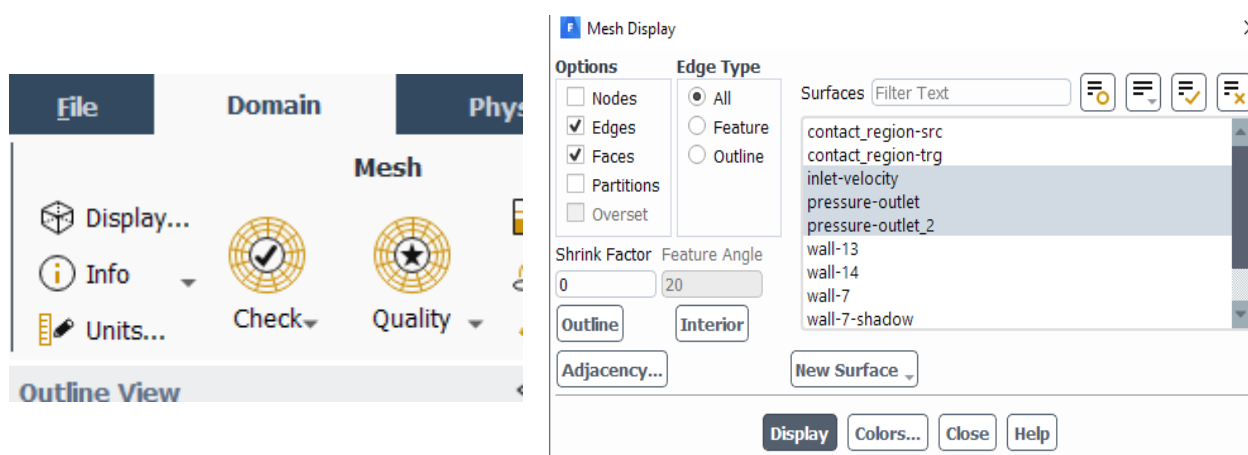 File Domain Phys
Mesh
Display...
Info
Units...
Check
Quality
Outline View
Mesh Display
Options
Nodes
Edges
Faces
Partitions
Overset
Edge Type
All
Feature
Outline
Shrink Factor Feature Angle
0 20
Outline Interior
Adjacency...
Surfaces Filter Text
contact_region-src
contact_region-trg
inlet-velocity
pressure-outlet
pressure-outlet_2
wall-13
wall-14
wall-7
wall-7-shadow
New Surface
Display Colors... Close Help